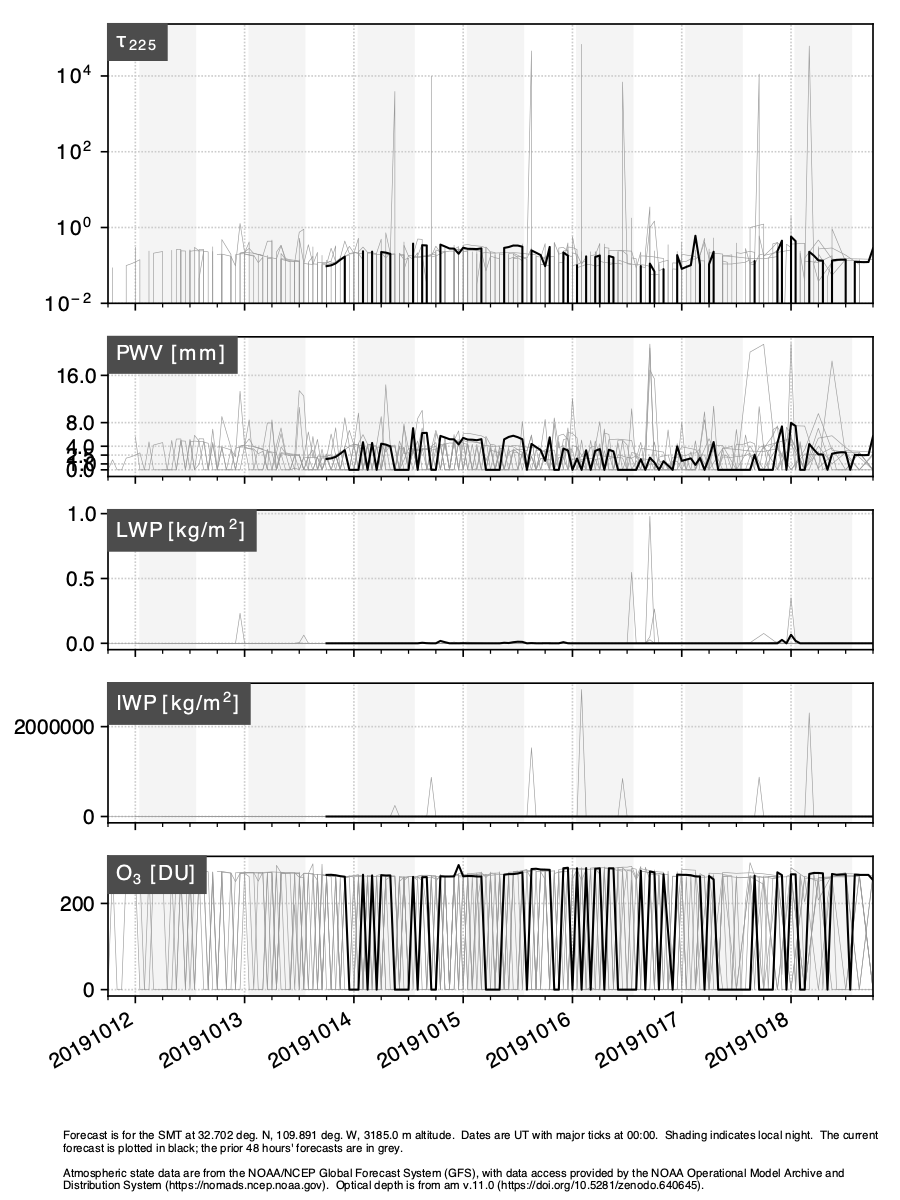 τ225
10^4
10^2
10^0
10^-2
PWV [mm]
16.0
8.0
4.0
0.0
LWP [kg/m^2]
1.0
0.5
0.0
IWP [kg/m^2]
2000000
0
O3 [DU]
200
0
20191012 20191013 20191014 20191015 20191016 20191017 20191018
Forecast is for the SMT at 32.702 deg. N, 109.891 deg. W, 3185.0 m altitude. Dates are UT with major ticks at 00:00. Shading indicates local night. The current
forecast is plotted in black; the prior 48 hours' forecasts are in grey.
Atmospheric state data are from the NOAA/NCEP Global Forecast System (GFS), with data access provided by the NOAA Operational Model Archive and
Distribution System (https://nomads.ncep.noaa.gov). Optical depth is from am v.11.0 (https://doi.org/10.5281/zenodo.640645).